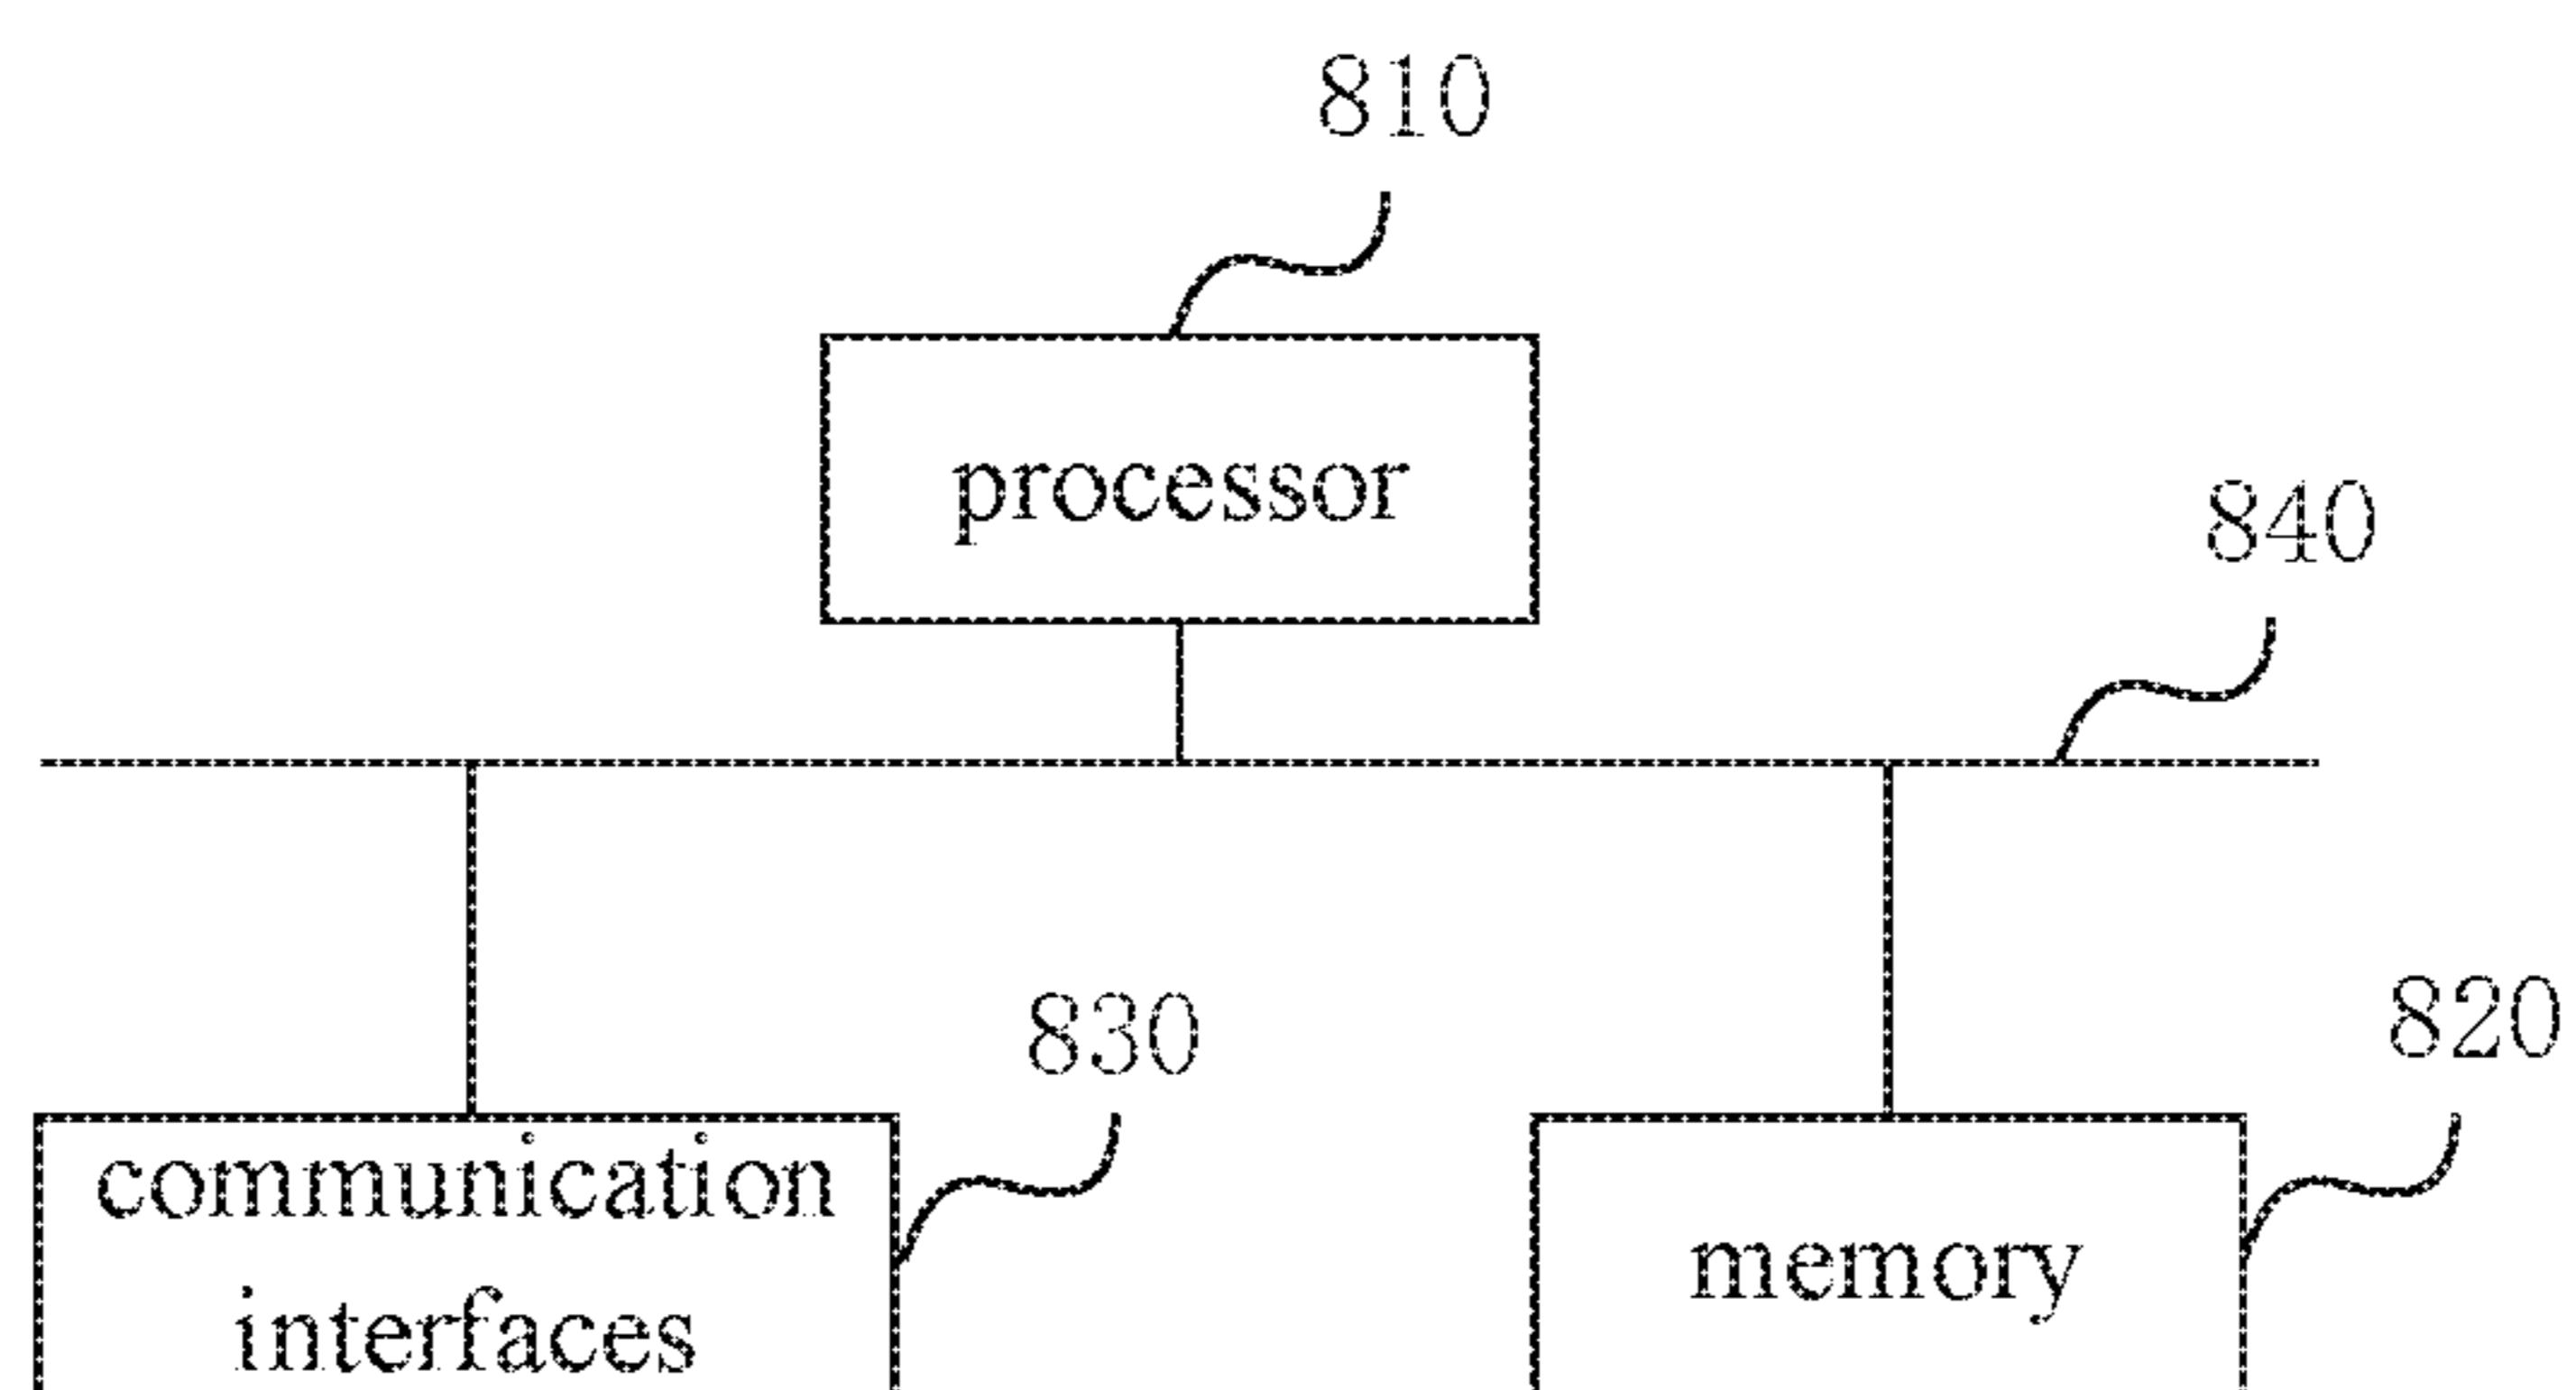 810
processor
840
830
820
communication
interfaces
memory